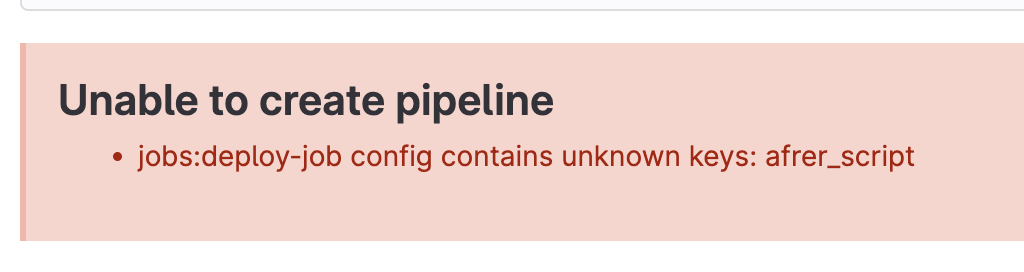 Unable to create pipeline
• jobs:deploy-job config contains unknown keys: afrer_script